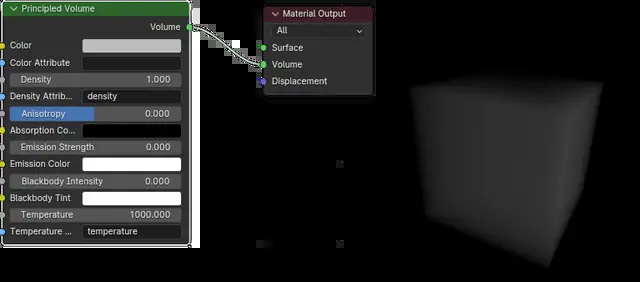 Principled Volume
Volume
Color
Color Attribute
Density 1.000
Density Attrib... density
Anisotropy 0.000
Absorption Co...
Emission Strength 0.000
Emission Color
Blackbody Intensity 0.000
Blackbody Tint
Temperature 1000.000
Temperature ... temperature
Material Output
All
Surface
Volume
Displacement